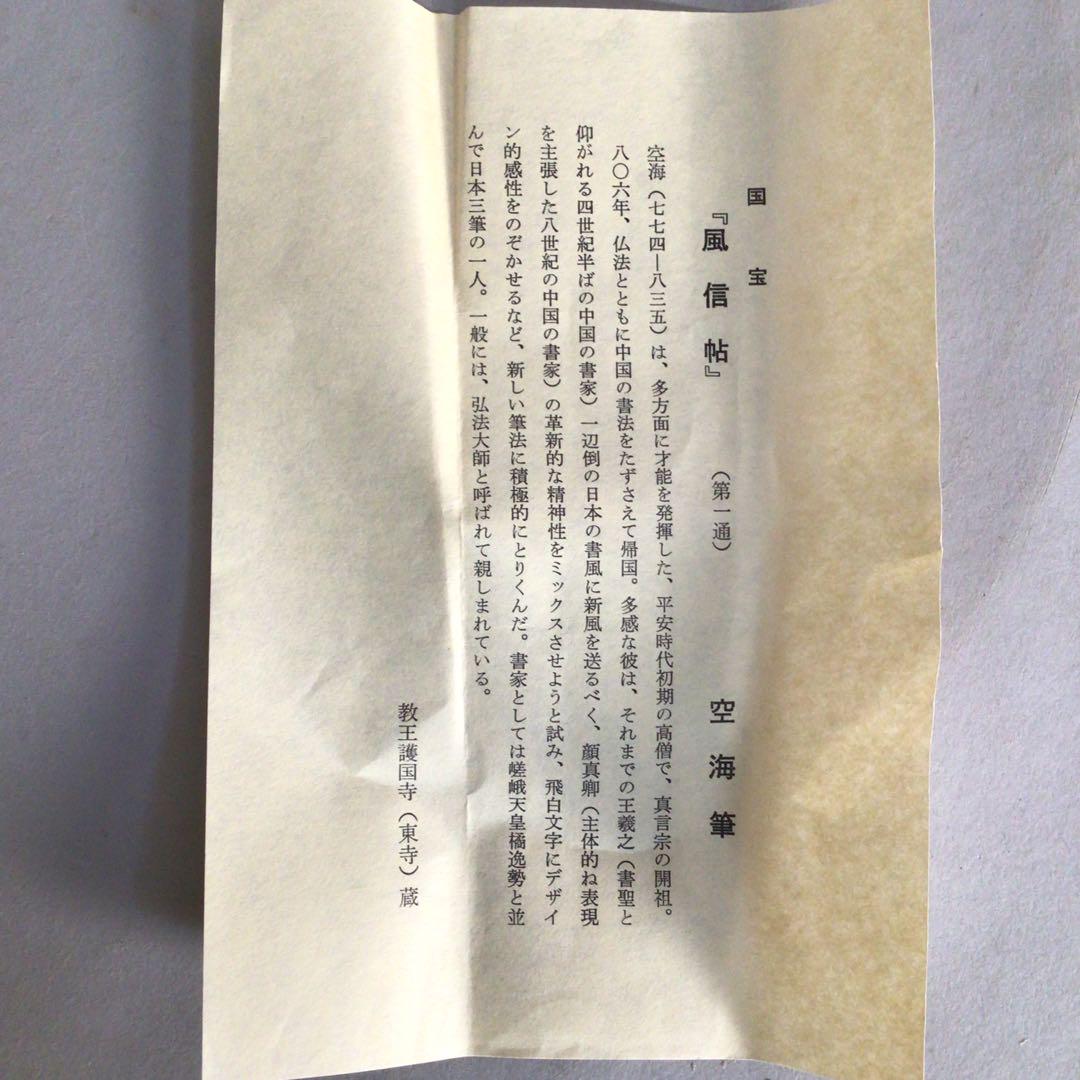 国宝
『風信帖』（第一通）空海筆
空海（七七四―八三五）は、多方面に才能を発揮した、平安時代初期の高僧で、真言宗の開祖。
八〇六年、仏法とともに中国の書法をたずさえて帰国。多感な彼は、それまでの王羲之（書聖と
仰がれる四世紀半ばの中国の書家）一辺倒の日本の書風に新風を送るべく、顔真卿（主体的ね表現
を主張した八世紀の中国の書家）の革新的な精神性をミックスさせようと試み、飛白文字にデザイ
ン的感性をのぞかせるなど、新しい筆法に積極的にとりくんだ。書家としては嵯峨天皇橘逸勢と並
んで日本三筆の一人。一般には、弘法大師と呼ばれて親しまれている。
教王護国寺（東寺）蔵